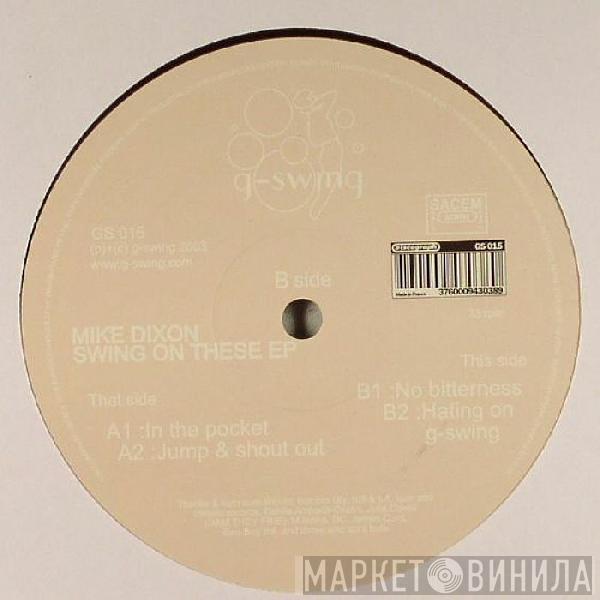 g-swing
SACEM
GS 015
(p)+(c) g-swing 2003
www.g-swing.com
Discograph
GS 015
Made in France
3760009430389
B side
33 rpm
MIKE DIXON
SWING ON THESE EP
That side
A1 :In the pocket
A2 :Jump & shout out
This side
B1 :No bitterness
B2 :Hating on
g-swing
МАРКЕТ ВИНИЛА